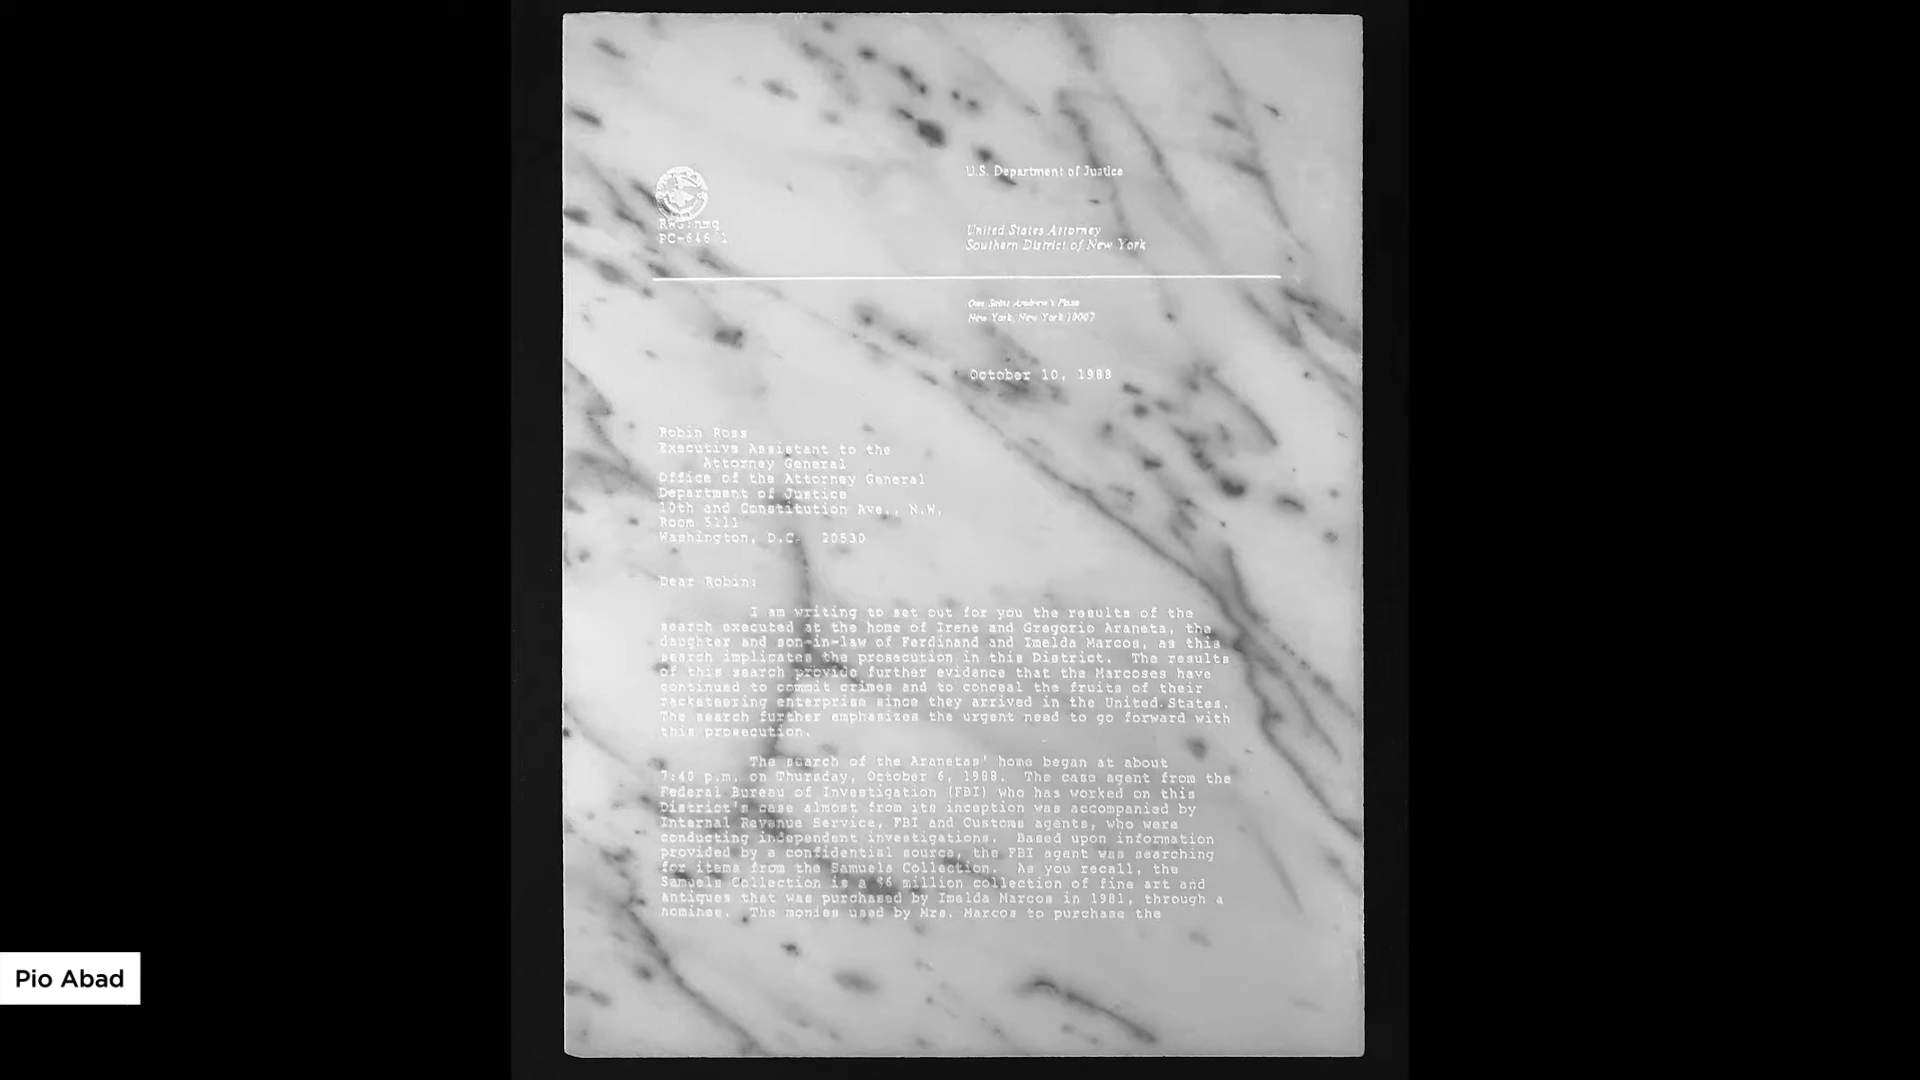 U.S. Department of Justice
RWG:nmq
PC-646 1
United States Attorney
Southern District of New York
One Saint Andrew's Plaza
New York, New York 10007
October 10, 1988
Robin Ross
Executive Assistant to the
Attorney General
Office of the Attorney General
Department of Justice
10th and Constitution Ave., N.W.
Room 5111
Washington, D.C. 20530
Dear Robin:
I am writing to set out for you the results of the
search executed at the home of Irene and Gregorio Araneta, the
daughter and son-in-law of Ferdinand and Imelda Marcos, as this
search implicates the prosecution in this District. The results
of this search provide further evidence that the Marcoses have
continued to commit crimes and to conceal the fruits of their
racketeering enterprise since they arrived in the United States.
The search further emphasizes the urgent need to go forward with
this prosecution.
The search of the Aranetas' home began at about
7:40 p.m. on Thursday, October 6, 1988. The case agent from the
Federal Bureau of Investigation (FBI) who has worked on this
District's case almost from its inception was accompanied by
Internal Revenue Service, FBI and Customs agents, who were
conducting independent investigations. Based upon information
provided by a confidential source, the FBI agent was searching
for items from the Samuels Collection. As you recall, the
Samuels Collection is a $6 million collection of fine art and
antiques that was purchased by Imelda Marcos in 1981, through a
nominee. The monies used by Mrs. Marcos to purchase the
Pio Abad